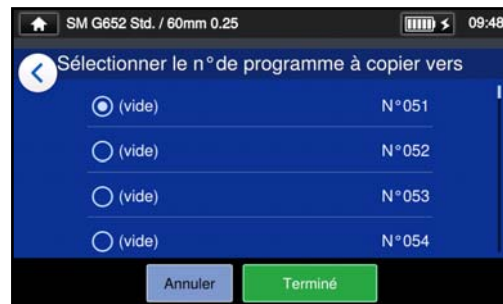 SM G652 Std. / 60mm 0.25 09:48
Sélectionner le n°de programme à copier vers
(vide) N°051
(vide) N°052
(vide) N°053
(vide) N°054
Annuler Terminé